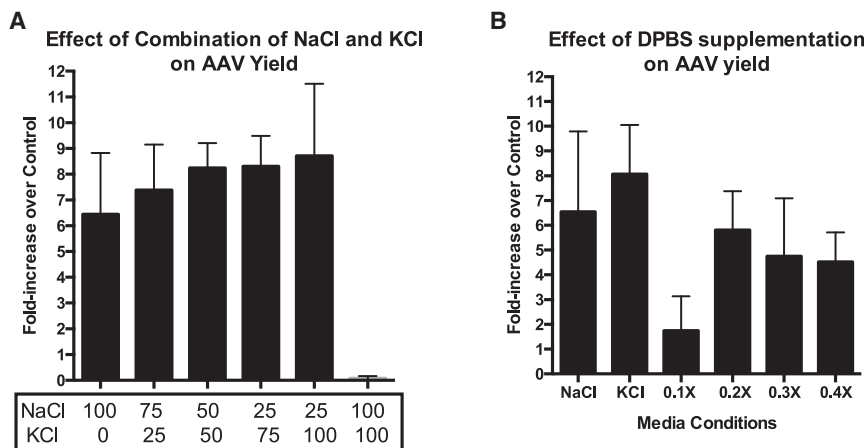 A
Effect of Combination of NaCl and KCl
on AAV Yield
Fold-increase over Control
12
11
10
9
8
7
6
5
4
3
2
1
0
NaCl 100 75 50 25 25 100
KCl 0 25 50 75 100 100
B
Effect of DPBS supplementation
on AAV yield
Fold-increase over Control
12
11
10
9
8
7
6
5
4
3
2
1
0
NaCl KCl 0.1X 0.2X 0.3X 0.4X
Media Conditions